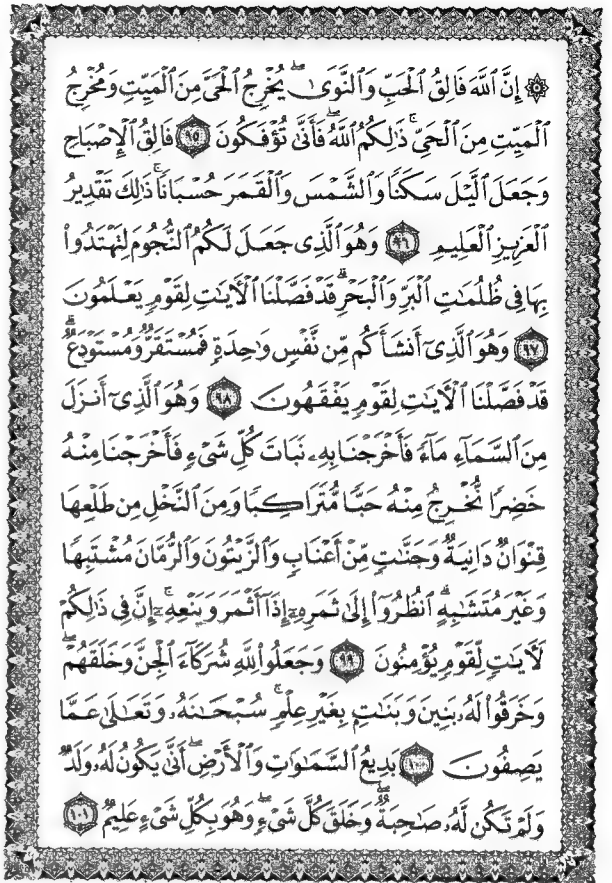 ۞ إِنَّ ٱللَّهَ فَالِقُ ٱلْحَبِّ وَٱلنَّوَىٰۖ يُخْرِجُ ٱلْحَىَّ مِنَ ٱلْمَيِّتِ وَمُخْرِجُ
ٱلْمَيِّتِ مِنَ ٱلْحَىِّۚ ذَٰلِكُمُ ٱللَّهُۖ فَأَنَّىٰ تُؤْفَكُونَ ٩٥ فَالِقُ ٱلْإِصْبَاحِ
وَجَعَلَ ٱلَّيْلَ سَكَنًا وَٱلشَّمْسَ وَٱلْقَمَرَ حُسْبَانًاۚ ذَٰلِكَ تَقْدِيرُ
ٱلْعَزِيزِ ٱلْعَلِيمِ ٩٦ وَهُوَ ٱلَّذِى جَعَلَ لَكُمُ ٱلنُّجُومَ لِتَهْتَدُوا۟
بِهَا فِى ظُلُمَٰتِ ٱلْبَرِّ وَٱلْبَحْرِۗ قَدْ فَصَّلْنَا ٱلْءَايَٰتِ لِقَوْمٍ يَعْلَمُونَ
٩٧ وَهُوَ ٱلَّذِىٓ أَنشَأَكُم مِّن نَّفْسٍ وَٰحِدَةٍ فَمُسْتَقَرٌّ وَمُسْتَوْدَعٌۗ
قَدْ فَصَّلْنَا ٱلْءَايَٰتِ لِقَوْمٍ يَفْقَهُونَ ٩٨ وَهُوَ ٱلَّذِىٓ أَنزَلَ
مِنَ ٱلسَّمَآءِ مَآءً فَأَخْرَجْنَا بِهِۦ نَبَاتَ كُلِّ شَىْءٍ فَأَخْرَجْنَا مِنْهُ
خَضِرًا نُّخْرِجُ مِنْهُ حَبًّا مُّتَرَاكِبًا وَمِنَ ٱلنَّخْلِ مِن طَلْعِهَا
قِنْوَانٌ دَانِيَةٌ وَجَنَّٰتٍ مِّنْ أَعْنَابٍ وَٱلزَّيْتُونَ وَٱلرُّمَّانَ مُشْتَبِهًا
وَغَيْرَ مُتَشَٰبِهٍۗ ٱنظُرُوٓا۟ إِلَىٰ ثَمَرِهِۦٓ إِذَآ أَثْمَرَ وَيَنْعِهِۦٓۚ إِنَّ فِى ذَٰلِكُمْ
لَءَايَٰتٍ لِّقَوْمٍ يُؤْمِنُونَ ٩٩ وَجَعَلُوا۟ لِلَّهِ شُرَكَآءَ ٱلْجِنَّ وَخَلَقَهُمْۖ
وَخَرَقُوا۟ لَهُۥ بَنِينَ وَبَنَٰتٍۭ بِغَيْرِ عِلْمٍۚ سُبْحَٰنَهُۥ وَتَعَٰلَىٰ عَمَّا
يَصِفُونَ ١٠٠ بَدِيعُ ٱلسَّمَٰوَٰتِ وَٱلْأَرْضِۖ أَنَّىٰ يَكُونُ لَهُۥ وَلَدٌ
وَلَمْ تَكُن لَّهُۥ صَٰحِبَةٌۖ وَخَلَقَ كُلَّ شَىْءٍۖ وَهُوَ بِكُلِّ شَىْءٍ عَلِيمٌ ١٠١